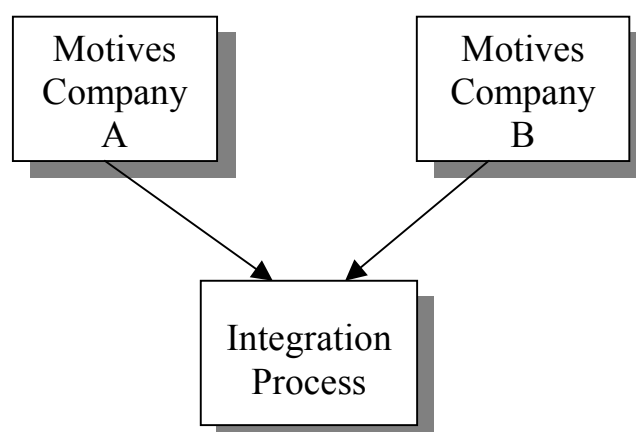 Motives
Company
A
Motives
Company
B
Integration
Process